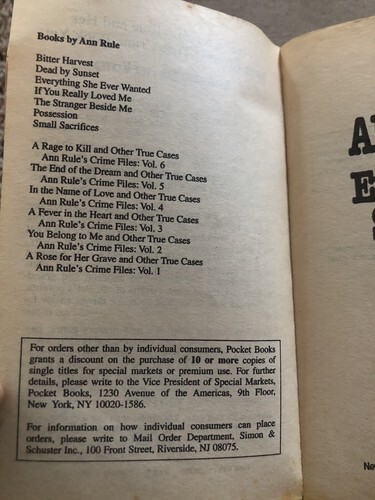 Books by Ann Rule
Bitter Harvest
Dead by Sunset
Everything She Ever Wanted
If You Really Loved Me
The Stranger Beside Me
Possession
Small Sacrifices
A Rage to Kill and Other True Cases
Ann Rule's Crime Files: Vol. 6
The End of the Dream and Other True Cases
Ann Rule's Crime Files: Vol. 5
In the Name of Love and Other True Cases
Ann Rule's Crime Files: Vol. 4
A Fever in the Heart and Other True Cases
Ann Rule's Crime Files: Vol. 3
You Belong to Me and Other True Cases
Ann Rule's Crime Files: Vol. 2
A Rose for Her Grave and Other True Cases
Ann Rule's Crime Files: Vol. 1
For orders other than by individual consumers, Pocket Books
grants a discount on the purchase of 10 or more copies of
single titles for special markets or premium use. For further
details, please write to the Vice President of Special Markets,
Pocket Books, 1230 Avenue of the Americas, 9th Floor,
New York, NY 10020-1586.
For information on how individual consumers can place
orders, please write to Mail Order Department, Simon &
Schuster Inc., 100 Front Street, Riverside, NJ 08075.